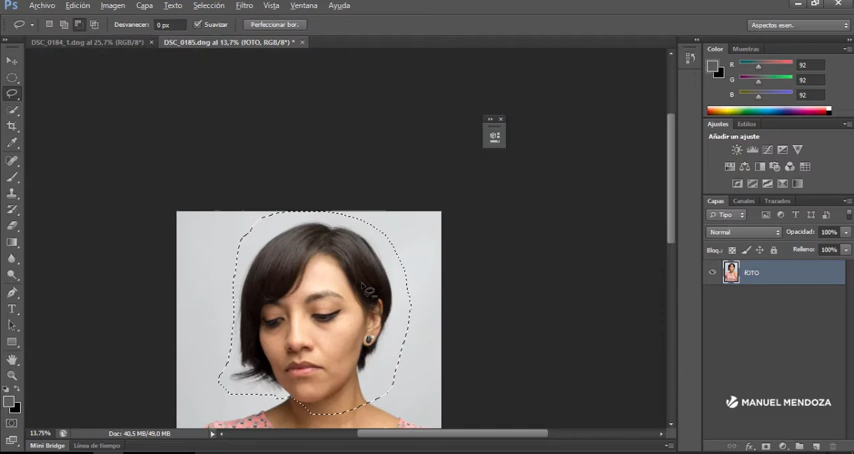 Ps Archivo Edición Imagen Capa Texto Selección Filtro Vista Ventana Ayuda
Desvanecer: 0 px Suavizar Perfeccionar bor. Aspectos esen.
DSC_0184_t.dng al 25,7% (RGB/8*) × DSC_0185.dng al 13,7% (fOTO, RGB/8*) * ×
Color Muestras
R 92
G 92
B 92
Ajustes Estilos
Añadir un ajuste
Capas Canales Trazados
Tipo
Normal Opacidad: 100%
Bloq.: Relleno: 100%
fOTO
MANUEL MENDOZA
13.75% Doc: 40,5 MB/49,0 MB
Mini Bridge Línea de tiempo